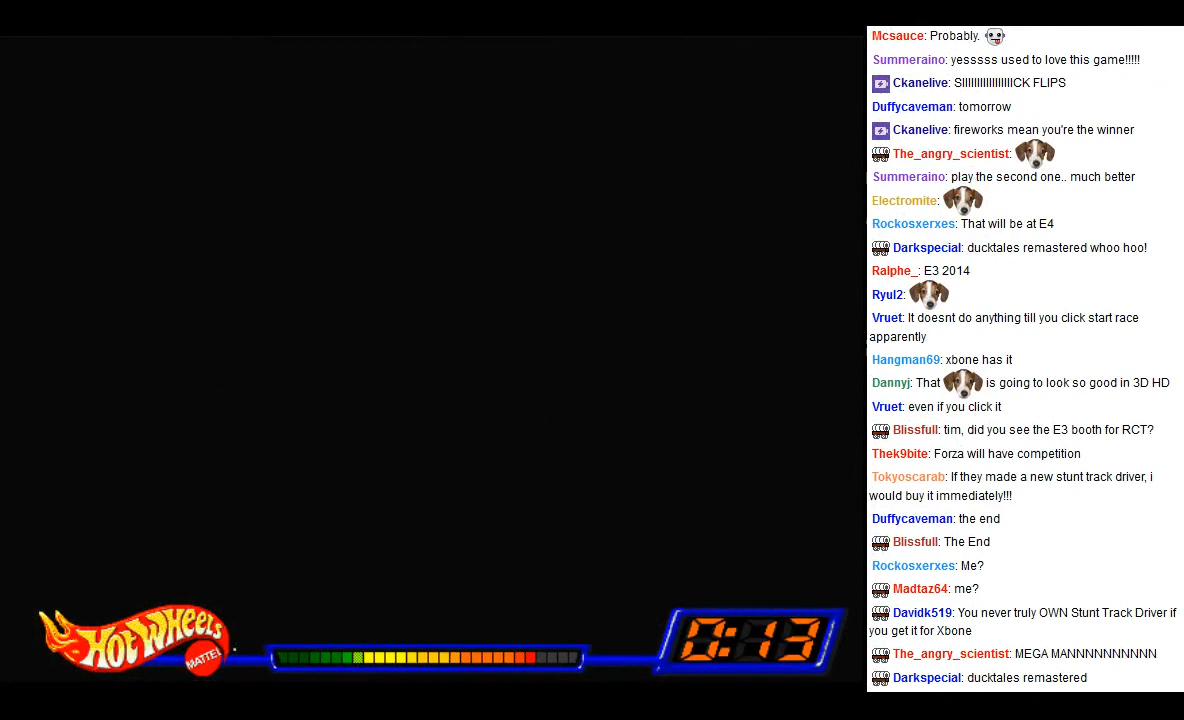 Mcsauce: Probably.
Summeraino: yesssss used to love this game!!!!!
Ckanelive: SIIIIIIIIIIIIIIIIICK FLIPS
Duffycaveman: tomorrow
Ckanelive: fireworks mean you're the winner
The_angry_scientist:
Summeraino: play the second one.. much better
Electromite:
Rockosxerxes: That will be at E4
Darkspecial: ducktales remastered whoo hoo!
Ralphe_: E3 2014
Ryul2:
Vruet: It doesnt do anything till you click start race
apparently
Hangman69: xbone has it
Dannyj: That is going to look so good in 3D HD
Vruet: even if you click it
Blissfull: tim, did you see the E3 booth for RCT?
Thek9bite: Forza will have competition
Tokyoscarab: If they made a new stunt track driver, i
would buy it immediately!!!
Duffycaveman: the end
Blissfull: The End
Rockosxerxes: Me?
Madtaz64: me?
Davidk519: You never truly OWN Stunt Track Driver if
you get it for Xbone
The_angry_scientist: MEGA MANNNNNNNNNN
Darkspecial: ducktales remastered
HOT WHEELS
MATTEL
0:13